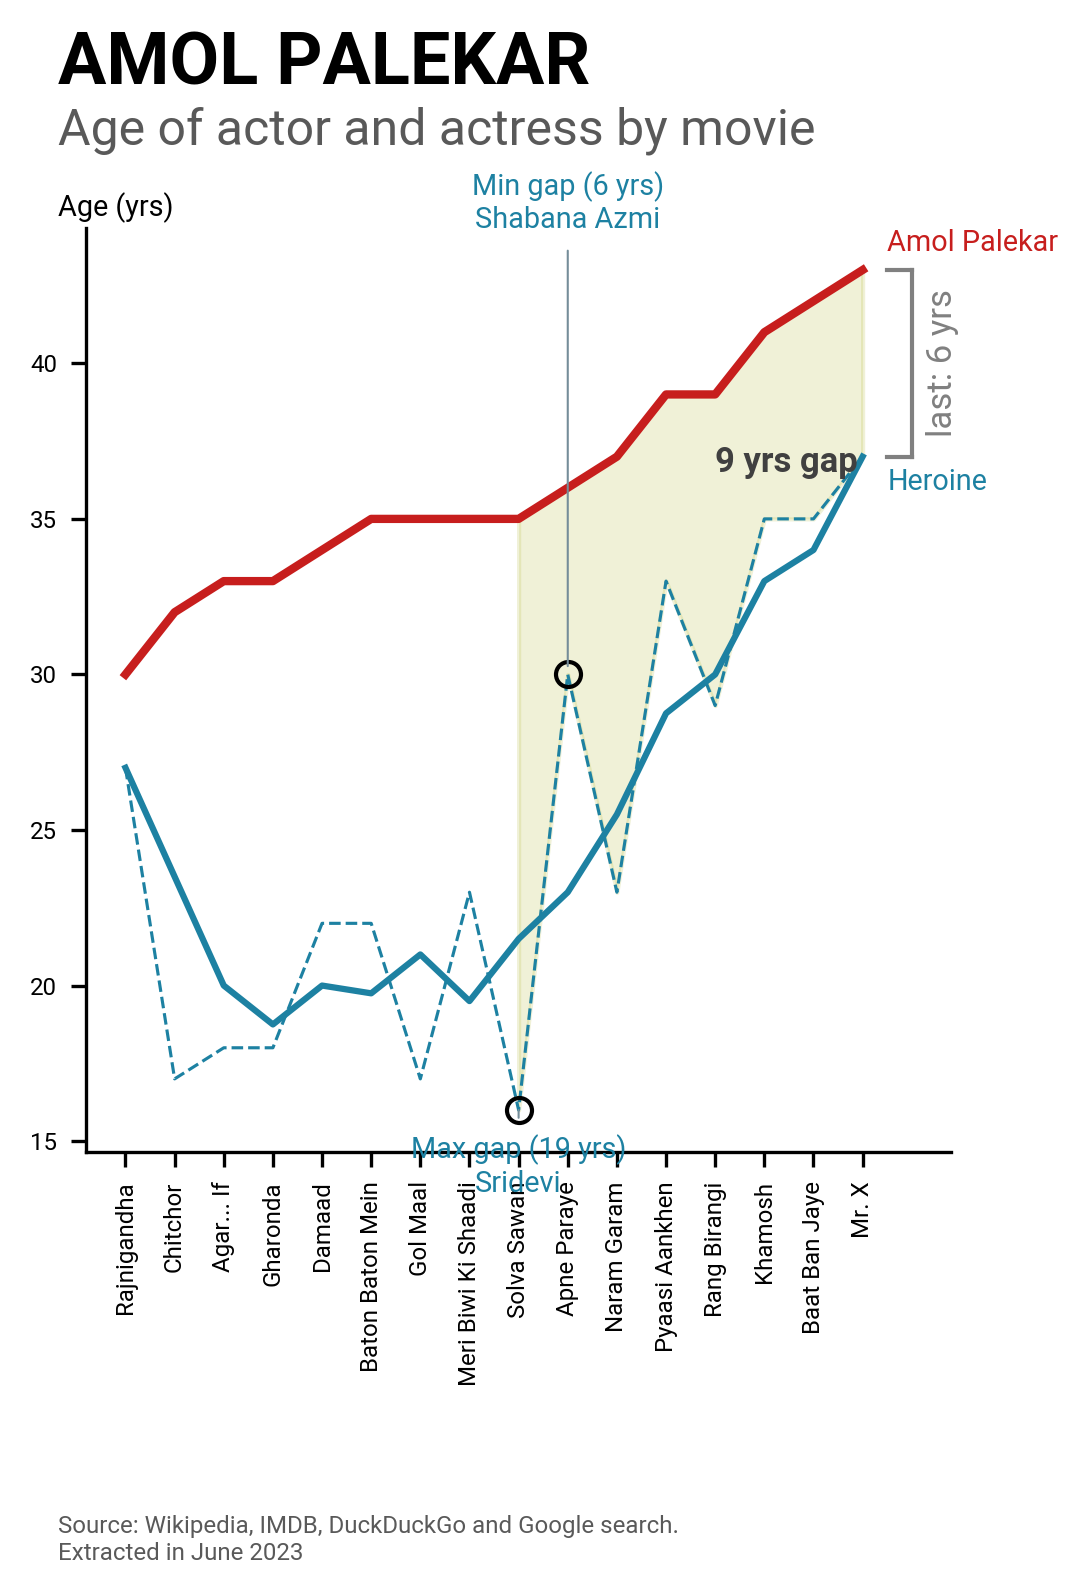 AMOL PALEKAR
Age of actor and actress by movie
Min gap (6 yrs)
Shabana Azmi
Age (yrs)
Amol Palekar
last: 6 yrs
40
9 yrs gap
Heroine
35
30
25
20
15
Max gap (19 yrs)
Sridevi
Rajnigandha
Chitchor
Agar... If
Gharonda
Damaad
Baton Baton Mein
Gol Maal
Meri Biwi Ki Shaadi
Solva Sawan
Apne Paraye
Naram Garam
Pyaasi Aankhen
Rang Birangi
Khamosh
Baat Ban Jaye
Mr. X
Source: Wikipedia, IMDB, DuckDuckGo and Google search.
Extracted in June 2023